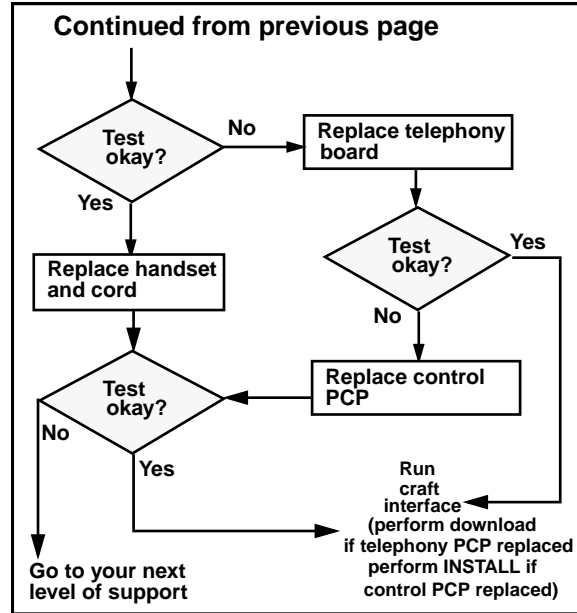 Continued from previous page
Test
okay?
No
Replace telephony
board
Yes
Replace handset
and cord
Test
okay?
Yes
No
Replace control
PCP
Test
okay?
No
Yes
Run
craft
interface
(perform download
if telephony PCP replaced
perform INSTALL if
control PCP replaced)
Go to your next
level of support